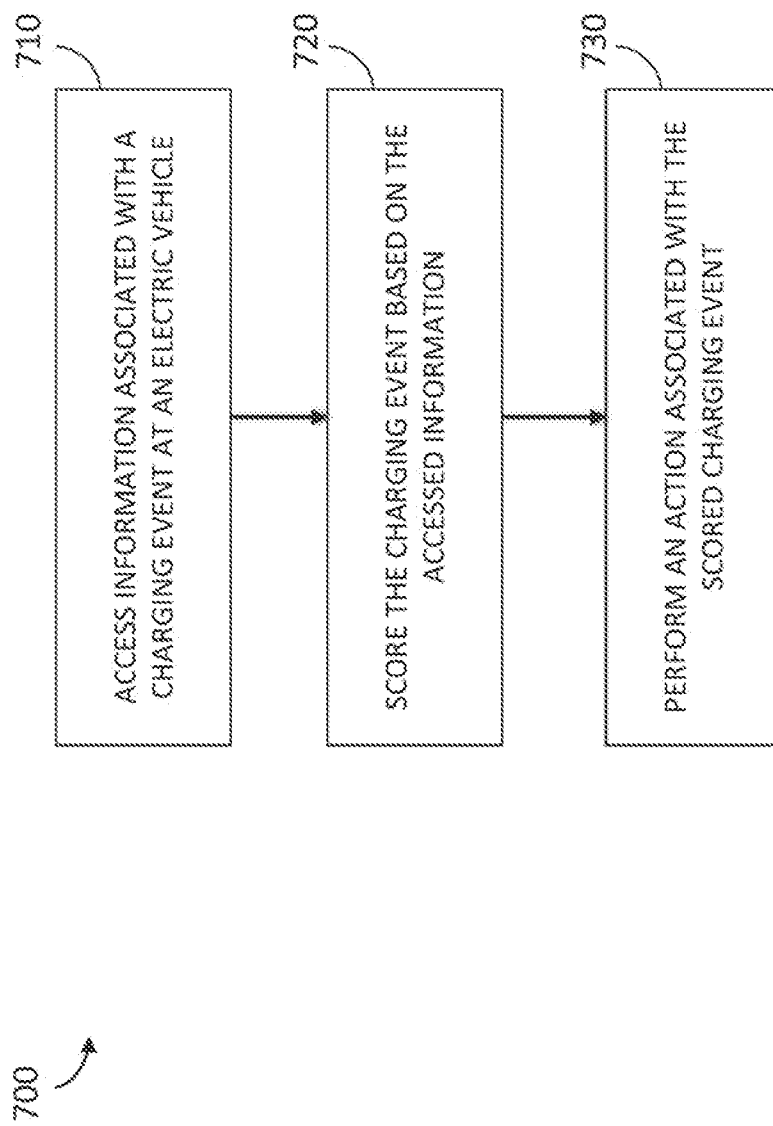 700
710
ACCESS INFORMATION ASSOCIATED WITH A
CHARGING EVENT AT AN ELECTRIC VEHICLE
720
SCORE THE CHARGING EVENT BASED ON THE
ACCESSED INFORMATION
730
PERFORM AN ACTION ASSOCIATED WITH THE
SCORED CHARGING EVENT